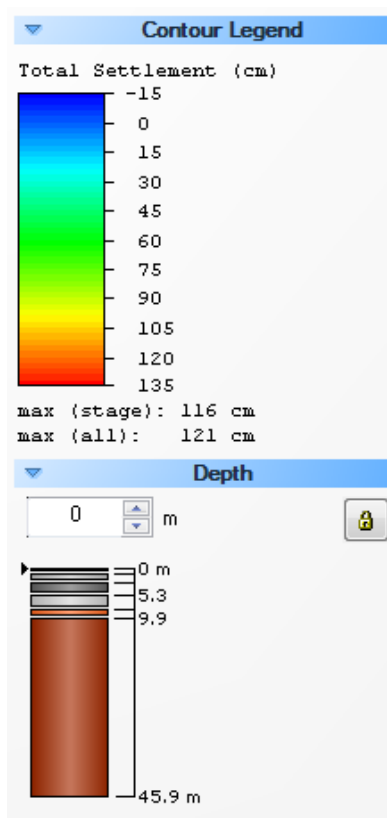 Contour Legend
Total Settlement (cm)
-15
0
15
30
45
60
75
90
105
120
135
max (stage): 116 cm
max (all): 121 cm
Depth
0 m
0 m
5.3
9.9
45.9 m